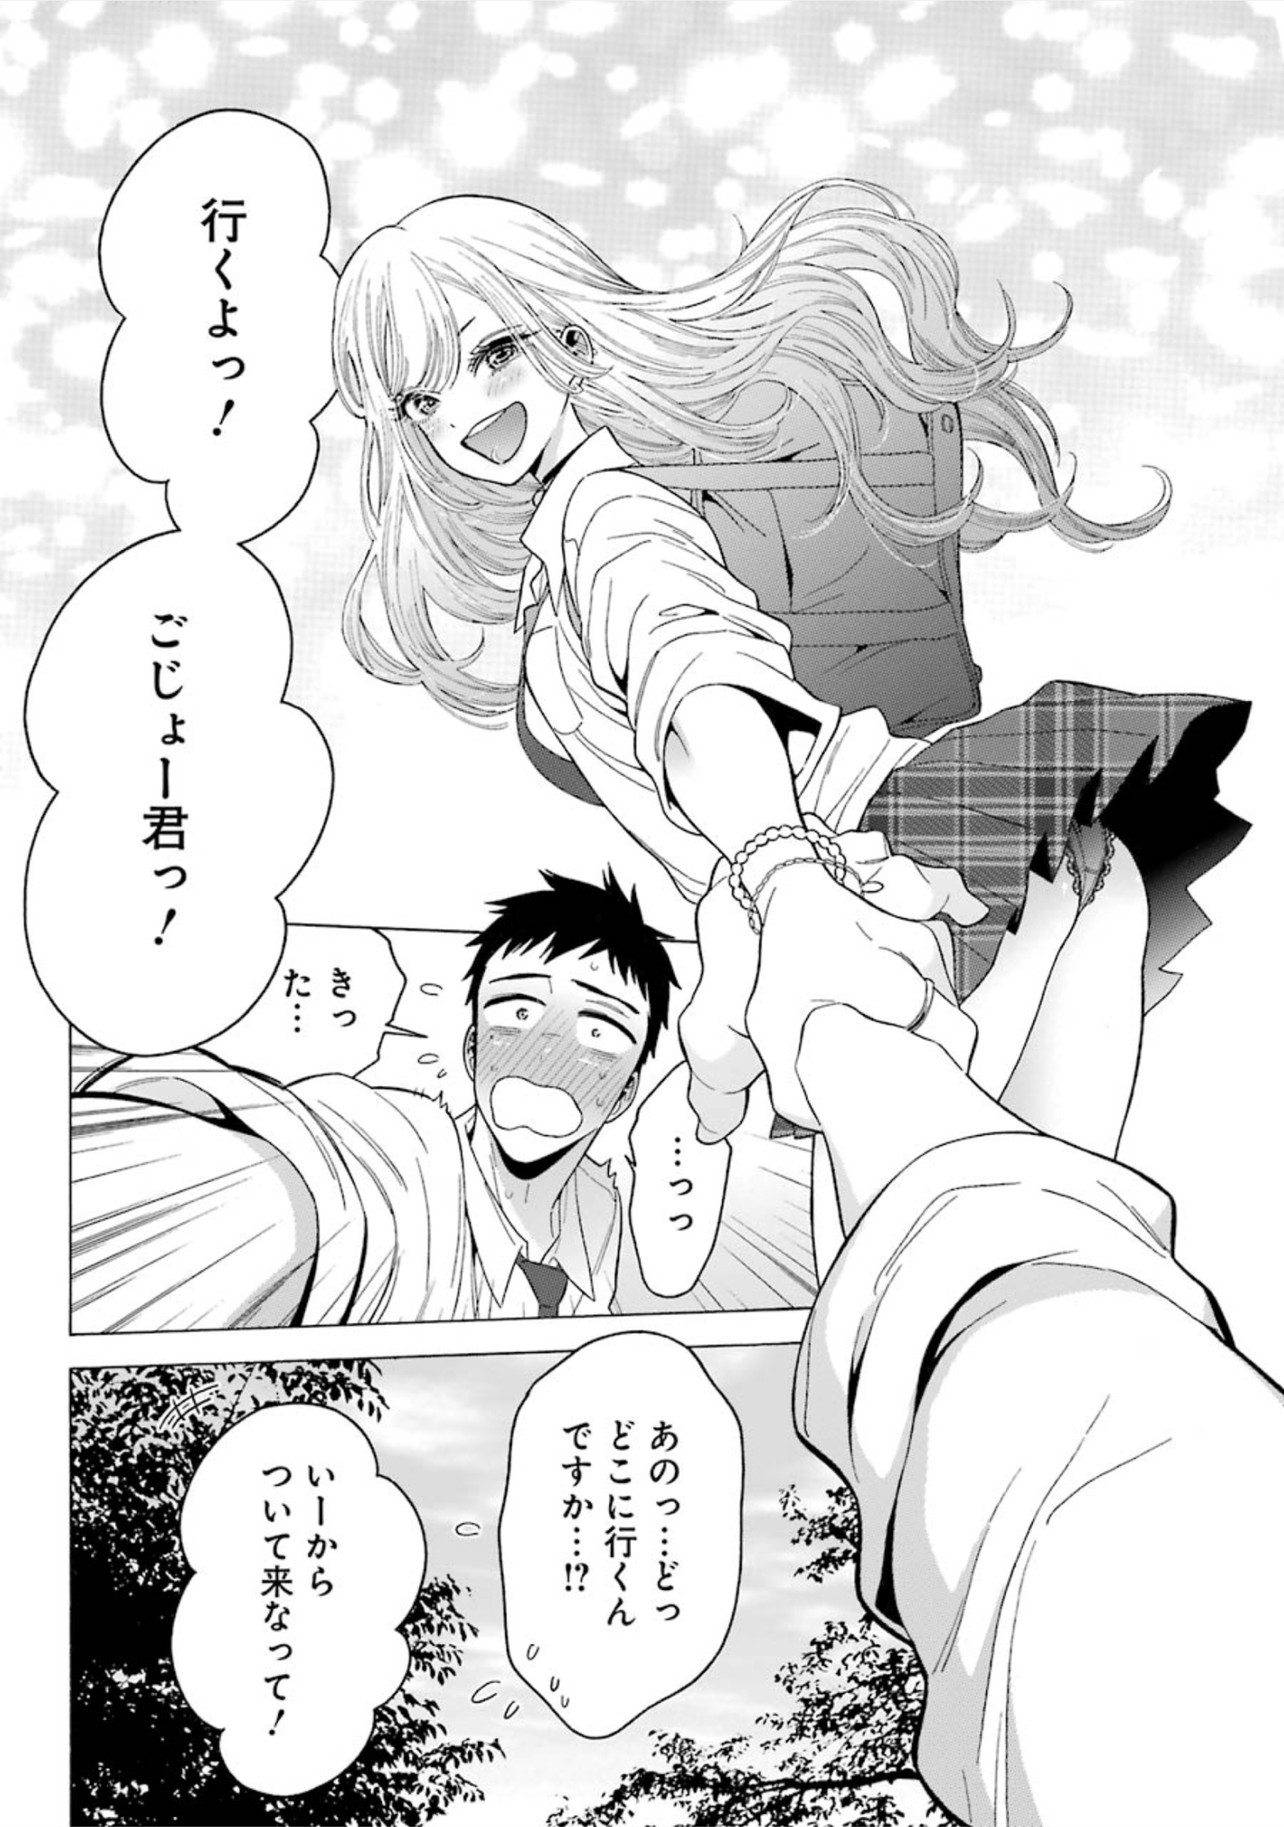 行くよっ！
ごじょー君っ！
…っっ
きっ
た…
あのっ…どっ
どこに行くん
ですか…!?
いーから
ついて来なって！